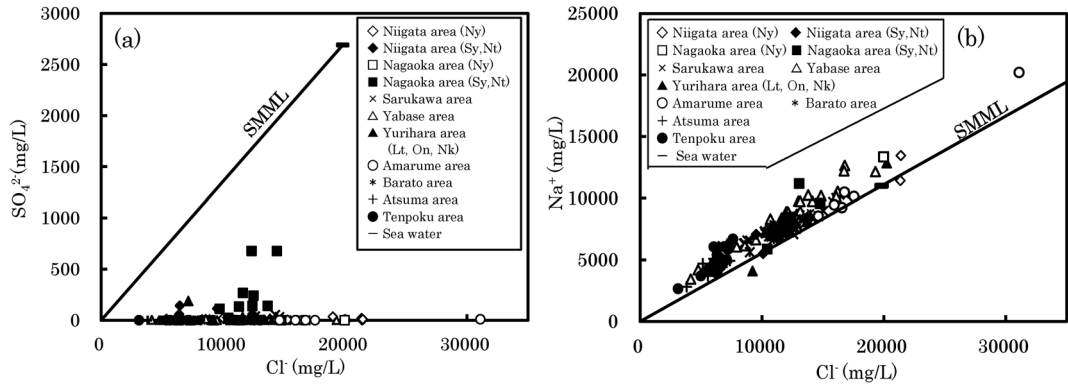 (a)
3000
2500
2000
1500
1000
500
0
SO₄²⁻(mg/L)
0 10000 20000 30000
Cl⁻ (mg/L)
SMML
Niigata area (Ny)
Niigata area (Sy,Nt)
Nagaoka area (Ny)
Nagaoka area (Sy,Nt)
Sarukawa area
Yabase area
Yurihara area
(Lt, On, Nk)
Amarume area
Barato area
Atsuma area
Tenpoku area
Sea water
(b)
25000
20000
15000
10000
5000
0
Na⁺ (mg/L)
0 10000 20000 30000
Cl⁻ (mg/L)
SMML
Niigata area (Ny) Niigata area (Sy,Nt)
Nagaoka area (Ny) Nagaoka area (Sy,Nt)
Sarukawa area Yabase area
Yurihara area (Lt, On, Nk)
Amarume area Barato area
Atsuma area
Tenpoku area
Sea water